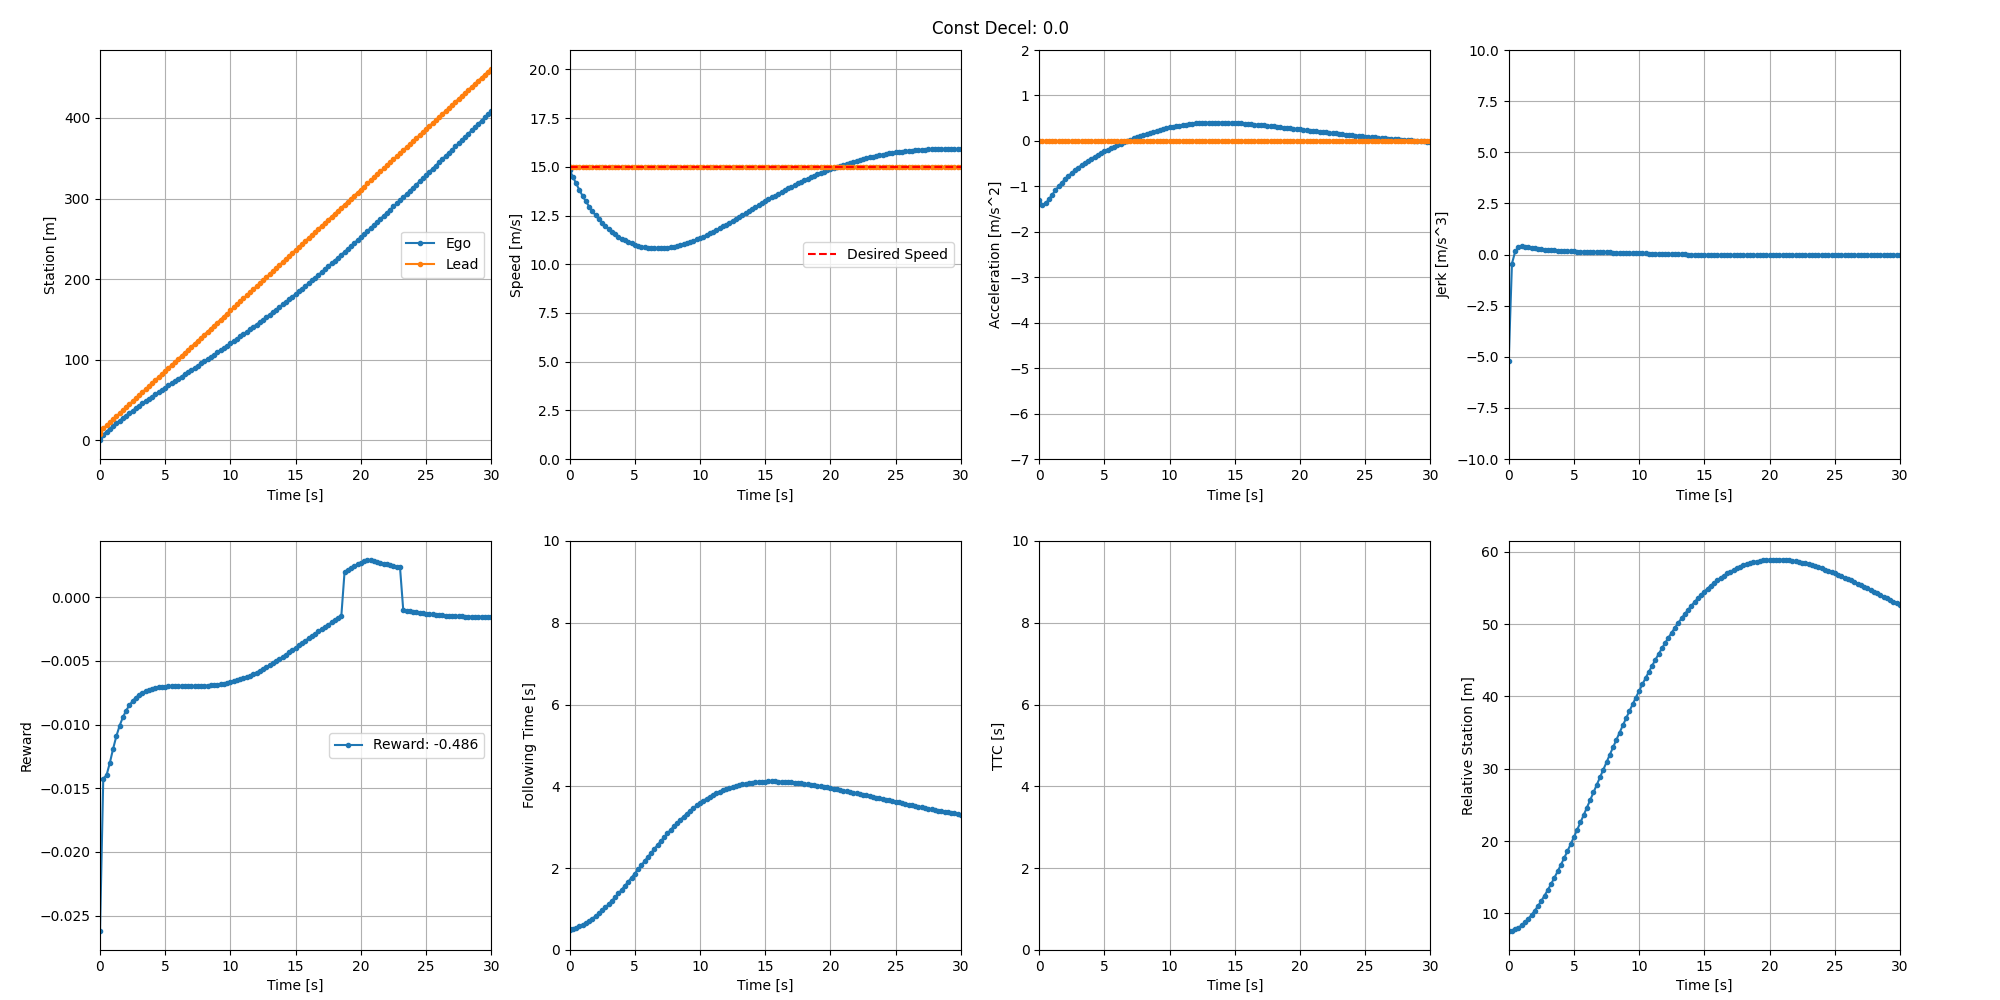 Const Decel: 0.0
Station [m]
400
300
200
100
0
0 5 10 15 20 25 30
Time [s]
Ego
Lead
Speed [m/s]
20.0
17.5
15.0
12.5
10.0
7.5
5.0
2.5
0.0
0 5 10 15 20 25 30
Time [s]
Desired Speed
Acceleration [m/s^2]
2
1
0
−1
−2
−3
−4
−5
−6
−7
0 5 10 15 20 25 30
Time [s]
Jerk [m/s^3]
10.0
7.5
5.0
2.5
0.0
−2.5
−5.0
−7.5
−10.0
0 5 10 15 20 25 30
Time [s]
Reward
0.000
−0.005
−0.010
−0.015
−0.020
−0.025
0 5 10 15 20 25 30
Time [s]
Reward: -0.486
Following Time [s]
10
8
6
4
2
0
0 5 10 15 20 25 30
Time [s]
TTC [s]
10
8
6
4
2
0
0 5 10 15 20 25 30
Time [s]
Relative Station [m]
60
50
40
30
20
10
0 5 10 15 20 25 30
Time [s]